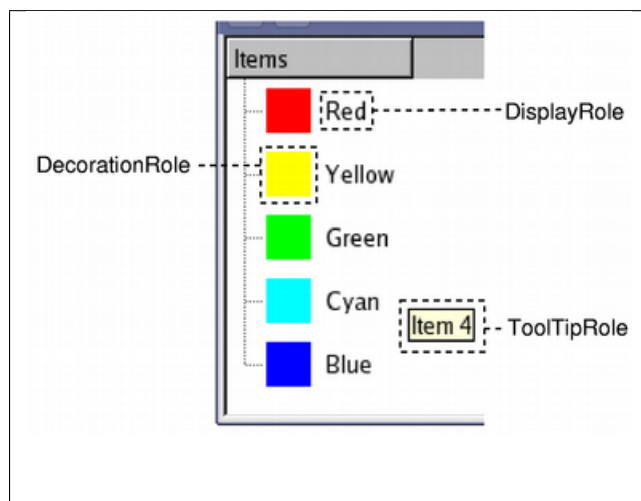 Items
Red
DisplayRole
DecorationRole
Yellow
Green
Cyan
Item 4
ToolTipRole
Blue